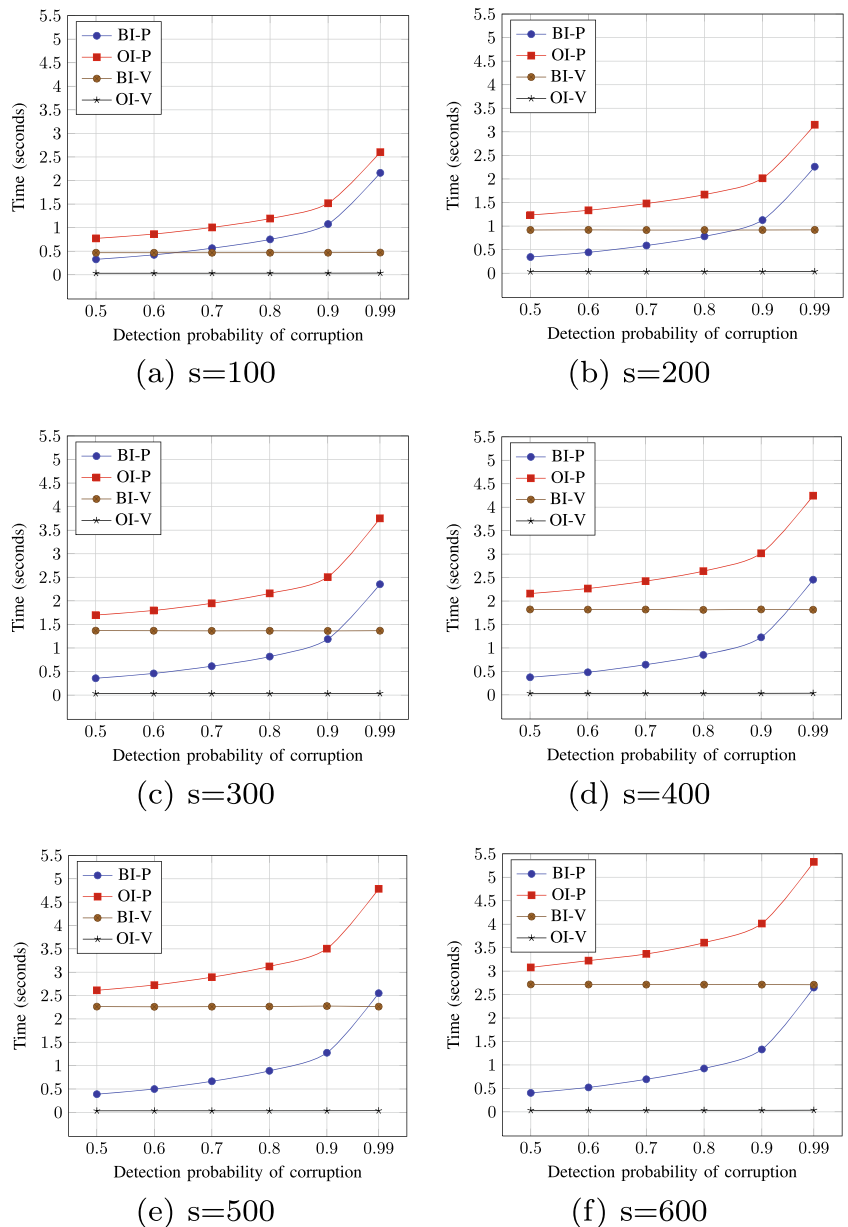 5.5
5
4.5
4
3.5
3
2.5
2
1.5
1
0.5
0
BI-P
OI-P
BI-V
OI-V
Time (seconds)
0.5 0.6 0.7 0.8 0.9 0.99
Detection probability of corruption
(a) s=100
5.5
5
4.5
4
3.5
3
2.5
2
1.5
1
0.5
0
BI-P
OI-P
BI-V
OI-V
Time (seconds)
0.5 0.6 0.7 0.8 0.9 0.99
Detection probability of corruption
(b) s=200
5.5
5
4.5
4
3.5
3
2.5
2
1.5
1
0.5
0
BI-P
OI-P
BI-V
OI-V
Time (seconds)
0.5 0.6 0.7 0.8 0.9 0.99
Detection probability of corruption
(c) s=300
5.5
5
4.5
4
3.5
3
2.5
2
1.5
1
0.5
0
BI-P
OI-P
BI-V
OI-V
Time (seconds)
0.5 0.6 0.7 0.8 0.9 0.99
Detection probability of corruption
(d) s=400
5.5
5
4.5
4
3.5
3
2.5
2
1.5
1
0.5
0
BI-P
OI-P
BI-V
OI-V
Time (seconds)
0.5 0.6 0.7 0.8 0.9 0.99
Detection probability of corruption
(e) s=500
5.5
5
4.5
4
3.5
3
2.5
2
1.5
1
0.5
0
BI-P
OI-P
BI-V
OI-V
Time (seconds)
0.5 0.6 0.7 0.8 0.9 0.99
Detection probability of corruption
(f) s=600